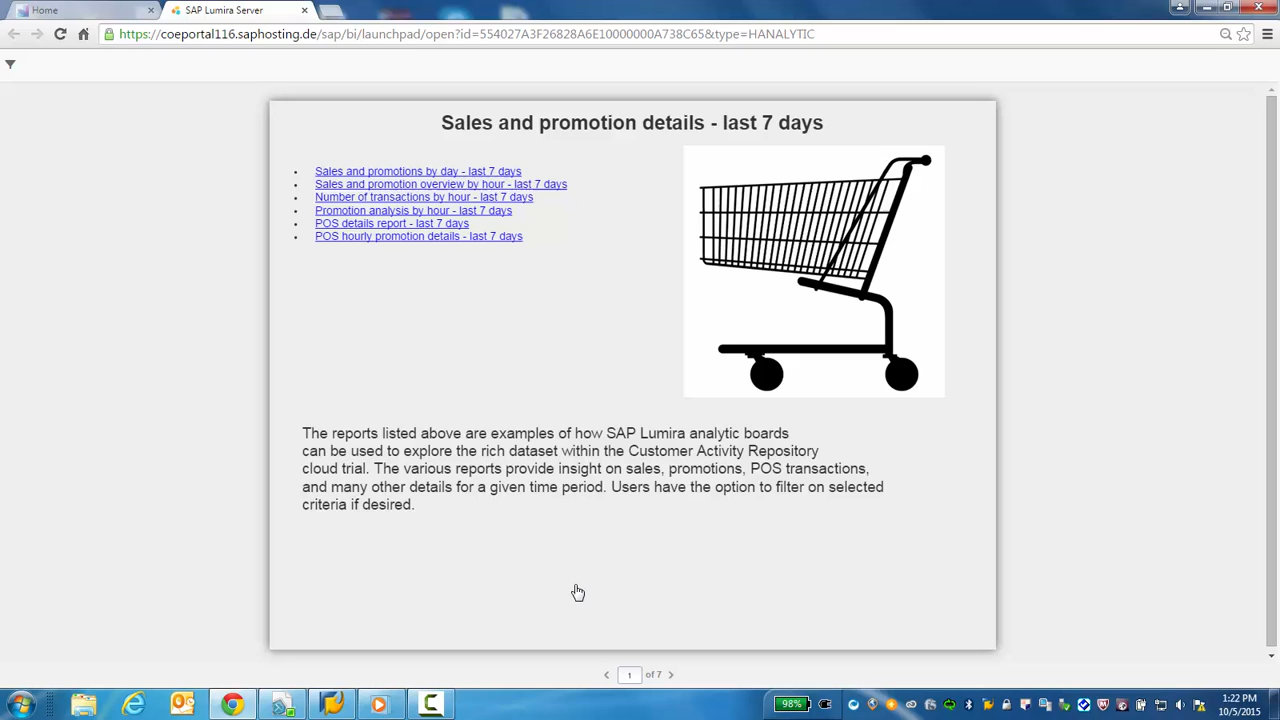 Home
SAP Lumira Server
https://coeportal116.saphosting.de/sap/bi/launchpad/open?id=554027A3F26828A6E10000000A738C65&type=HANALYTIC
Sales and promotion details - last 7 days
Sales and promotions by day - last 7 days
Sales and promotion overview by hour - last 7 days
Number of transactions by hour - last 7 days
Promotion analysis by hour - last 7 days
POS details report - last 7 days
POS hourly promotion details - last 7 days
The reports listed above are examples of how SAP Lumira analytic boards
can be used to explore the rich dataset within the Customer Activity Repository
cloud trial. The various reports provide insight on sales, promotions, POS transactions,
and many other details for a given time period. Users have the option to filter on selected
criteria if desired.
1 of 7
98%
1:22 PM
10/5/2015